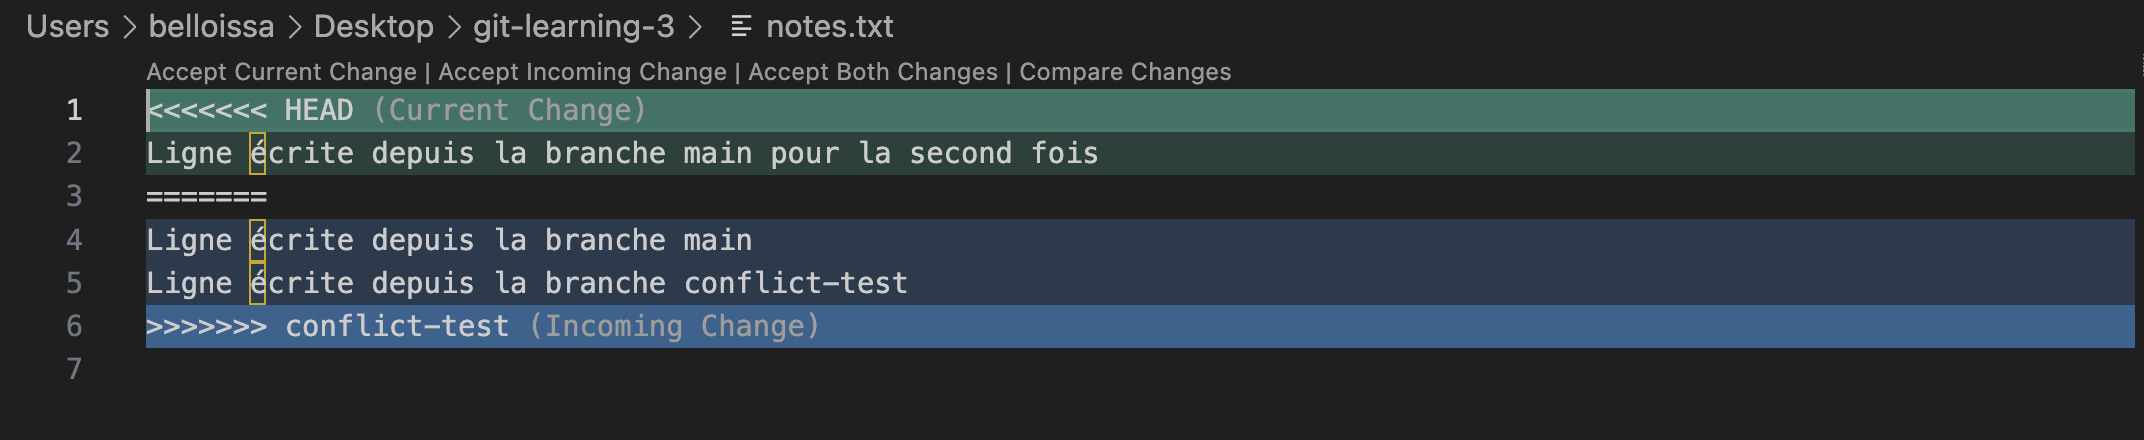 Users > belloissa > Desktop > git-learning-3 > notes.txt
Accept Current Change | Accept Incoming Change | Accept Both Changes | Compare Changes
1 <<<<<<< HEAD (Current Change)
2 Ligne écrite depuis la branche main pour la second fois
3 =======
4 Ligne écrite depuis la branche main
5 Ligne écrite depuis la branche conflict-test
6 >>>>>>> conflict-test (Incoming Change)
7